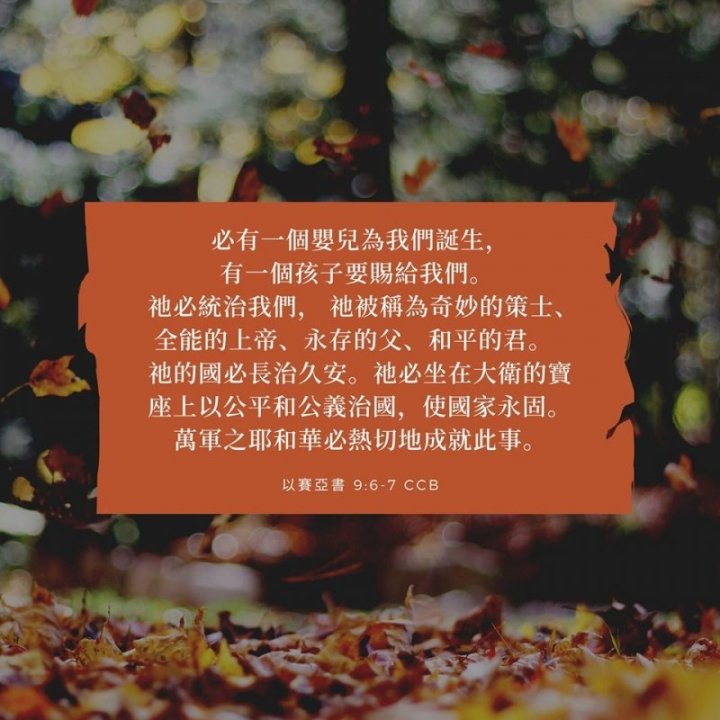 必有一個嬰兒為我們誕生，
有一個孩子要賜給我們。
祂必統治我們， 祂被稱為奇妙的策士、
全能的上帝、永存的父、和平的君。
祂的國必長治久安。祂必坐在大衛的寶
座上以公平和公義治國，使國家永固。
萬軍之耶和華必熱切地成就此事。
以賽亞書 9:6-7 CCB